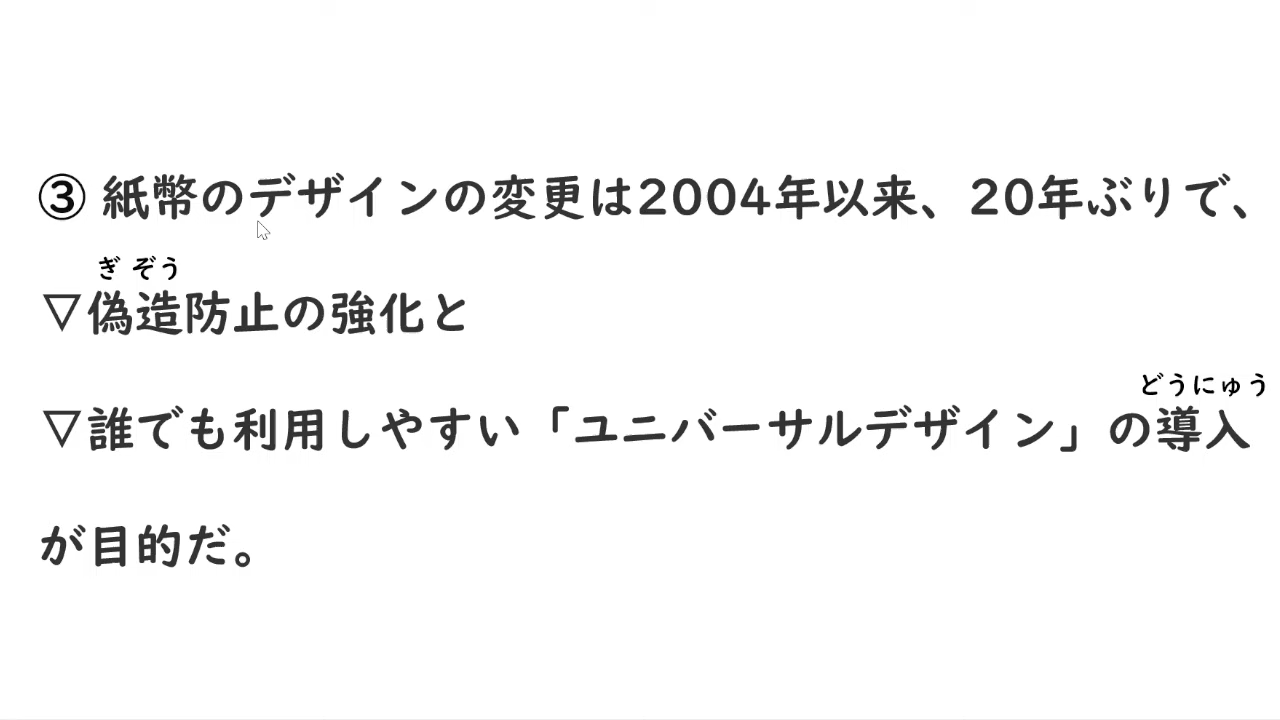 ③ 紙幣のデザインの変更は2004年以来、20年ぶりで、
ぎ ぞう
▽偽造防止の強化と
どうにゅう
▽誰でも利用しやすい「ユニバーサルデザイン」の導入
が目的だ。